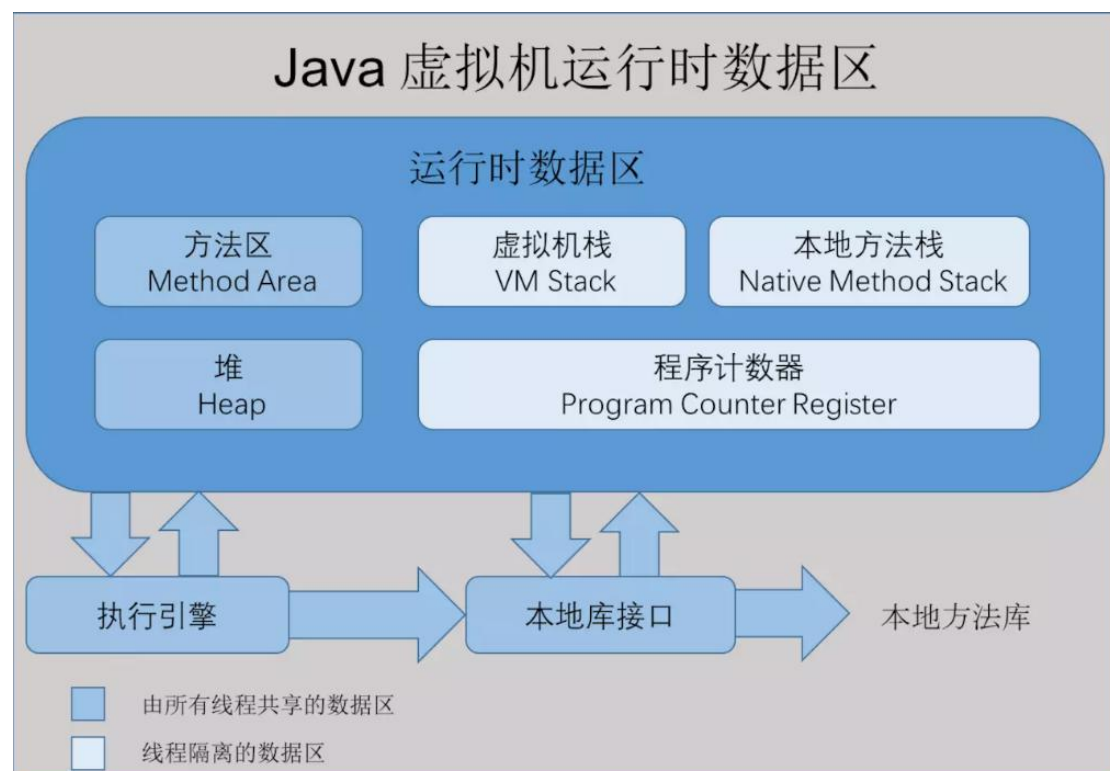 Java 虚拟机运行时数据区
运行时数据区
方法区
Method Area
虚拟机栈
VM Stack
本地方法栈
Native Method Stack
堆
Heap
程序计数器
Program Counter Register
执行引擎
本地库接口
本地方法库
由所有线程共享的数据区
线程隔离的数据区